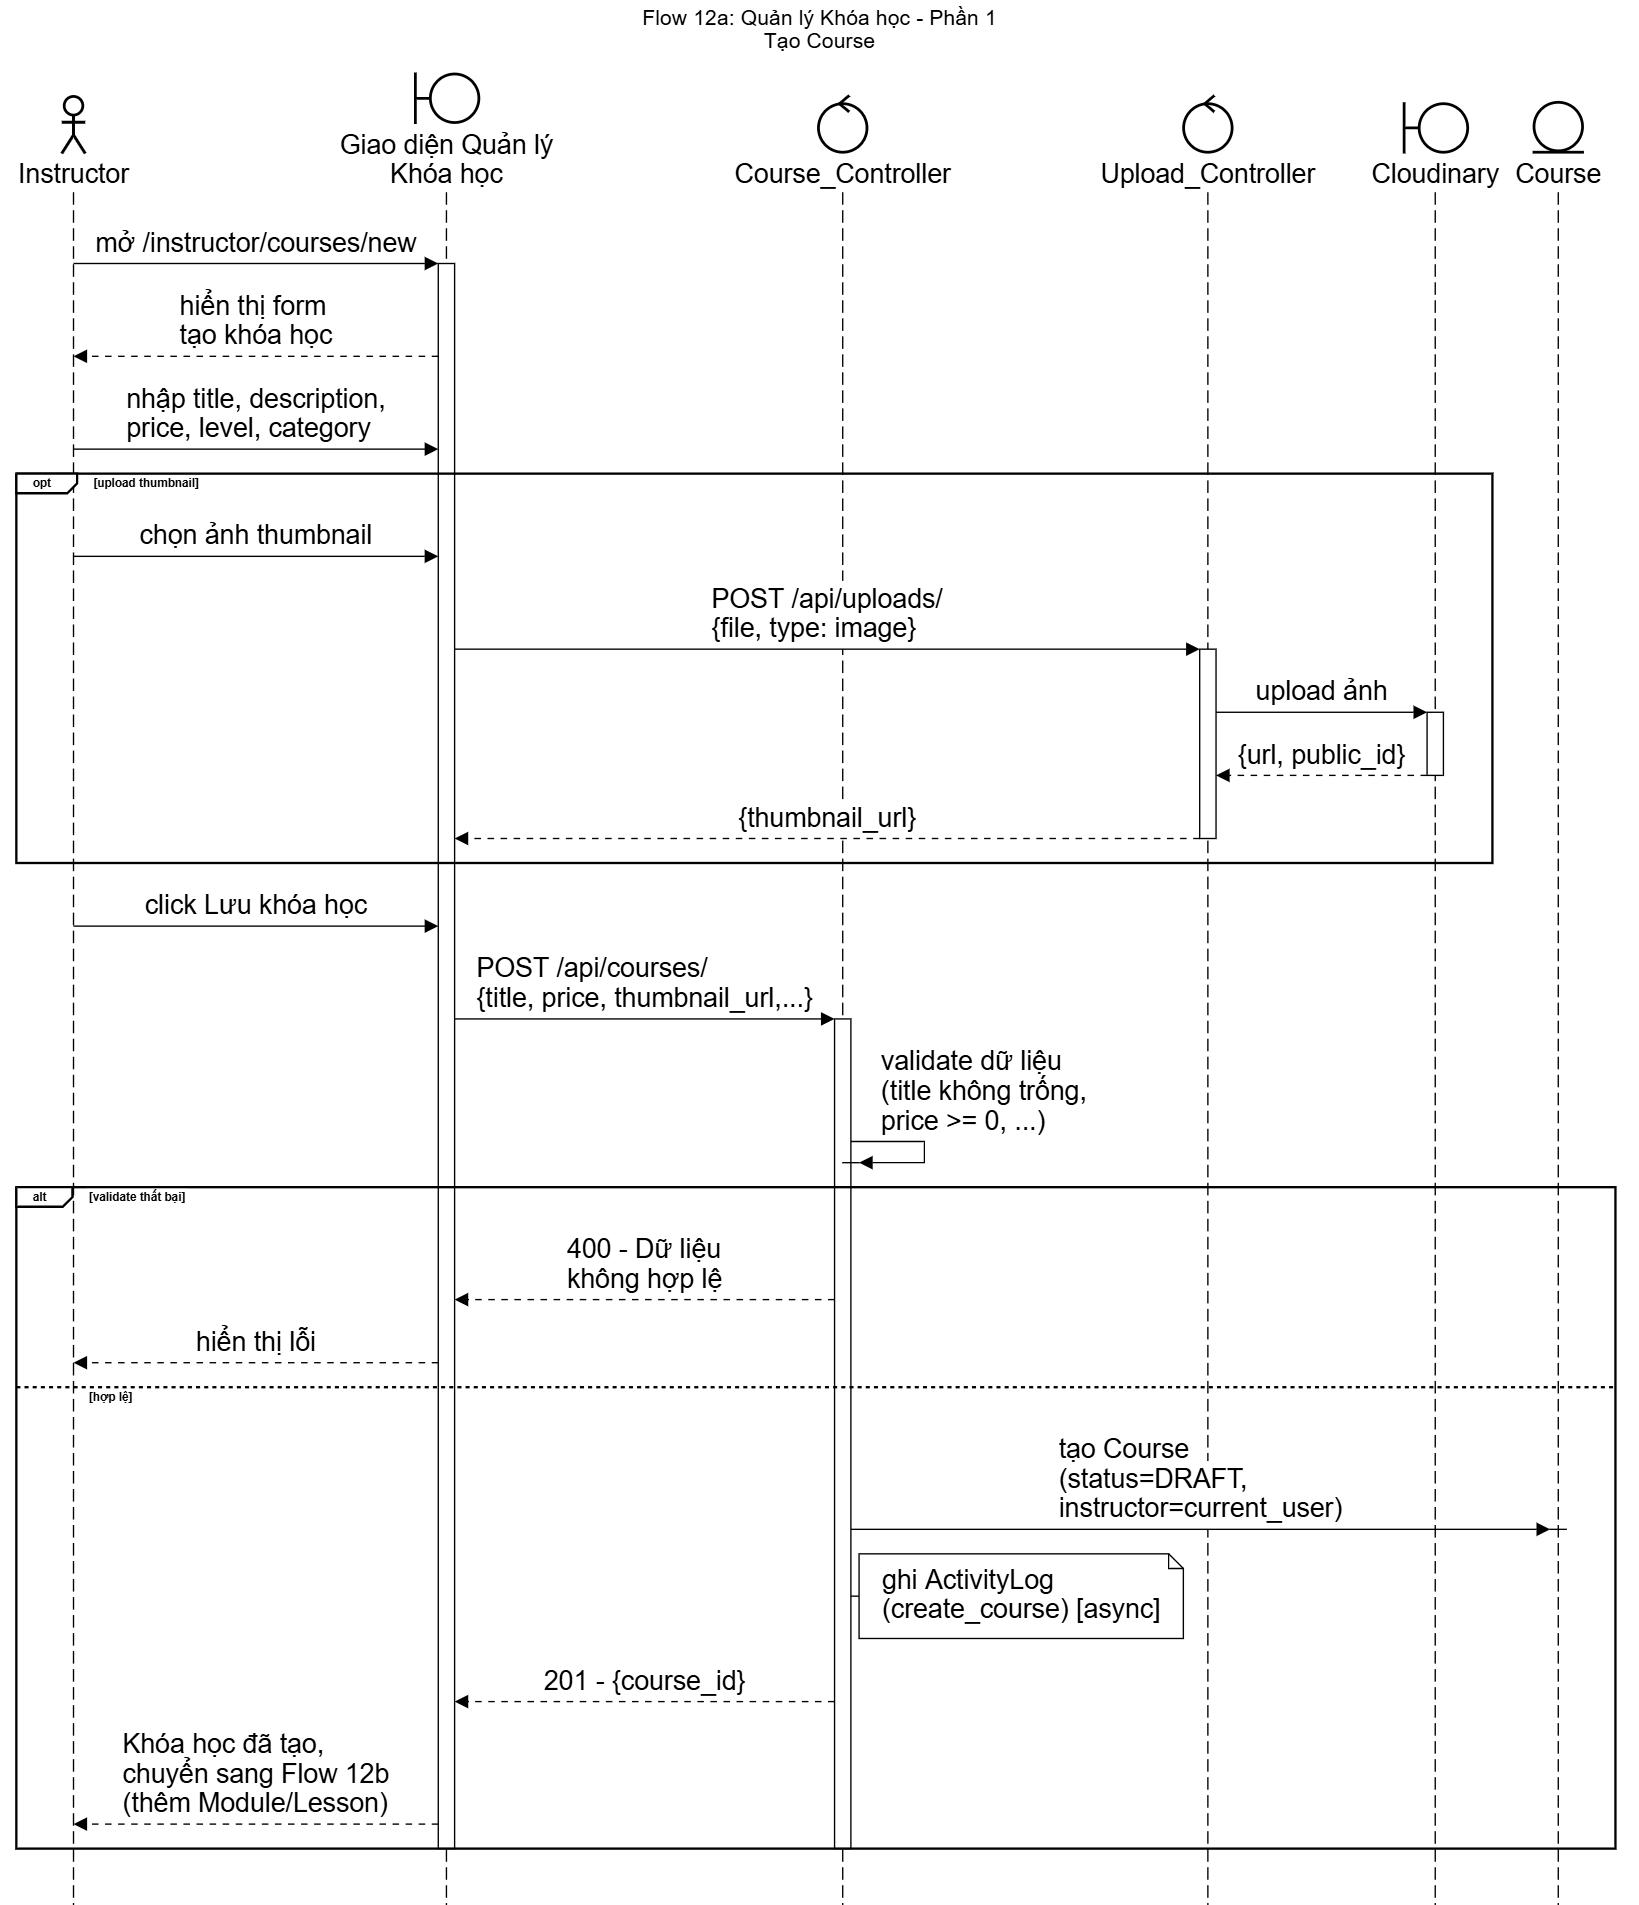 Flow 12a: Quản lý Khóa học - Phần 1
Tạo Course
Instructor
Giao diện Quản lý
Khóa học
Course_Controller
Upload_Controller
Cloudinary
Course
mở /instructor/courses/new
hiển thị form
tạo khóa học
nhập title, description,
price, level, category
opt
[upload thumbnail]
chọn ảnh thumbnail
POST /api/uploads/
{file, type: image}
upload ảnh
{url, public_id}
{thumbnail_url}
click Lưu khóa học
POST /api/courses/
{title, price, thumbnail_url,...}
validate dữ liệu
(title không trống,
price >= 0, ...)
alt
[validate thất bại]
400 - Dữ liệu
không hợp lệ
hiển thị lỗi
[hợp lệ]
tạo Course
(status=DRAFT,
instructor=current_user)
ghi ActivityLog
(create_course) [async]
201 - {course_id}
Khóa học đã tạo,
chuyển sang Flow 12b
(thêm Module/Lesson)